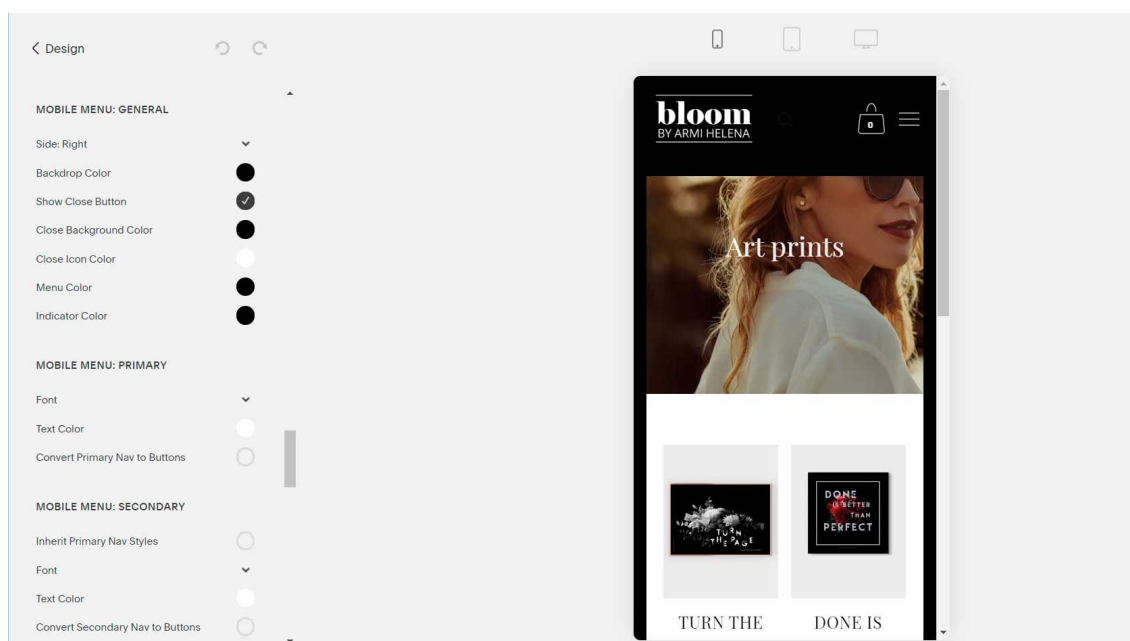 Design
MOBILE MENU: GENERAL
Side: Right
Backdrop Color
Show Close Button
Close Background Color
Close Icon Color
Menu Color
Indicator Color
MOBILE MENU: PRIMARY
Font
Text Color
Convert Primary Nav to Buttons
MOBILE MENU: SECONDARY
Inherit Primary Nav Styles
Font
Text Color
Convert Secondary Nav to Buttons
bloom
BY ARMI HELENA
0
Art prints
TURN
THE PAGE
DONE
IS BETTER
THAN
PERFECT
TURN THE
DONE IS